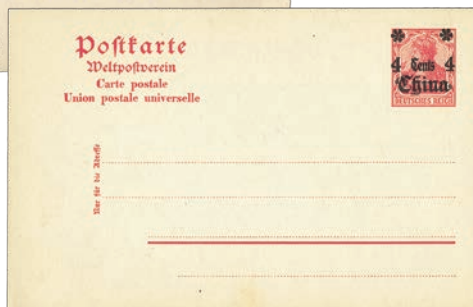 Postkarte
Weltpostverein
Carte postale
Union postale universelle
4 Cents 4
China
DEUTSCHES REICH
Nur für die Adresse